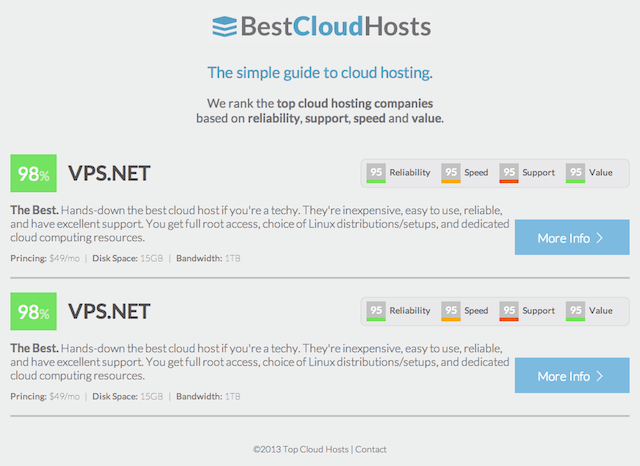 BestCloudHosts
The simple guide to cloud hosting.
We rank the top cloud hosting companies
based on reliability, support, speed and value.
98% VPS.NET 95 Reliability 95 Speed 95 Support 95 Value
The Best. Hands-down the best cloud host if you're a techy. They're inexpensive, easy to use, reliable,
and have excellent support. You get full root access, choice of Linux distributions/setups, and dedicated
cloud computing resources.
More Info >
Princing: $49/mo | Disk Space: 15GB | Bandwidth: 1TB
98% VPS.NET 95 Reliability 95 Speed 95 Support 95 Value
The Best. Hands-down the best cloud host if you're a techy. They're inexpensive, easy to use, reliable,
and have excellent support. You get full root access, choice of Linux distributions/setups, and dedicated
cloud computing resources.
More Info >
Princing: $49/mo | Disk Space: 15GB | Bandwidth: 1TB
©2013 Top Cloud Hosts | Contact